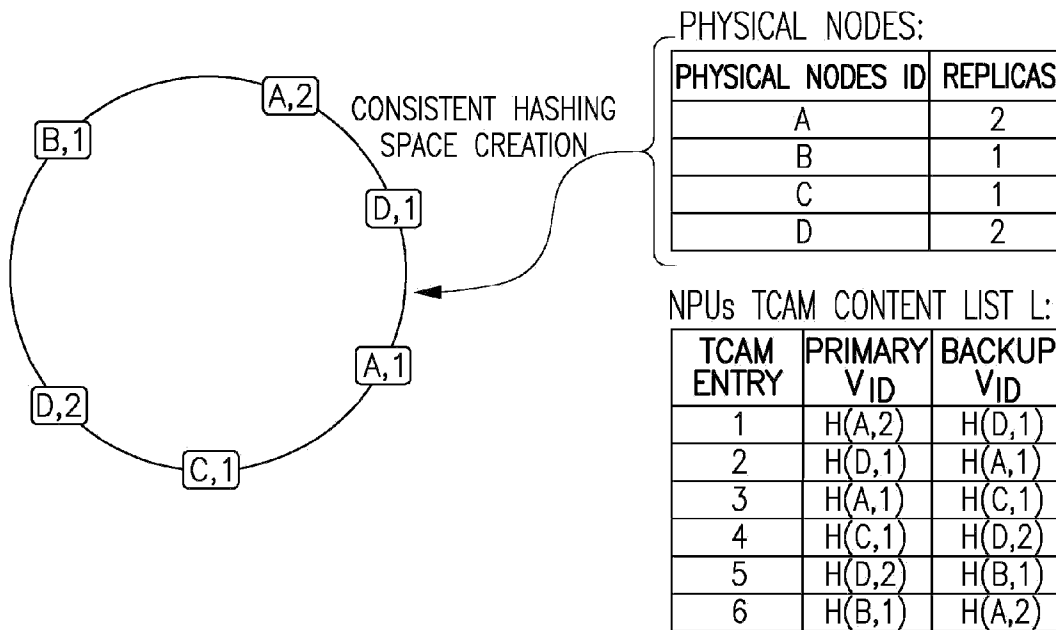 A,2
B,1
D,1
A,1
D,2
C,1
CONSISTENT HASHING
SPACE CREATION
PHYSICAL NODES:
PHYSICAL NODES ID REPLICAS
A 2
B 1
C 1
D 2
NPUs TCAM CONTENT LIST L:
TCAM ENTRY PRIMARY VID BACKUP VID
1 H(A,2) H(D,1)
2 H(D,1) H(A,1)
3 H(A,1) H(C,1)
4 H(C,1) H(D,2)
5 H(D,2) H(B,1)
6 H(B,1) H(A,2)